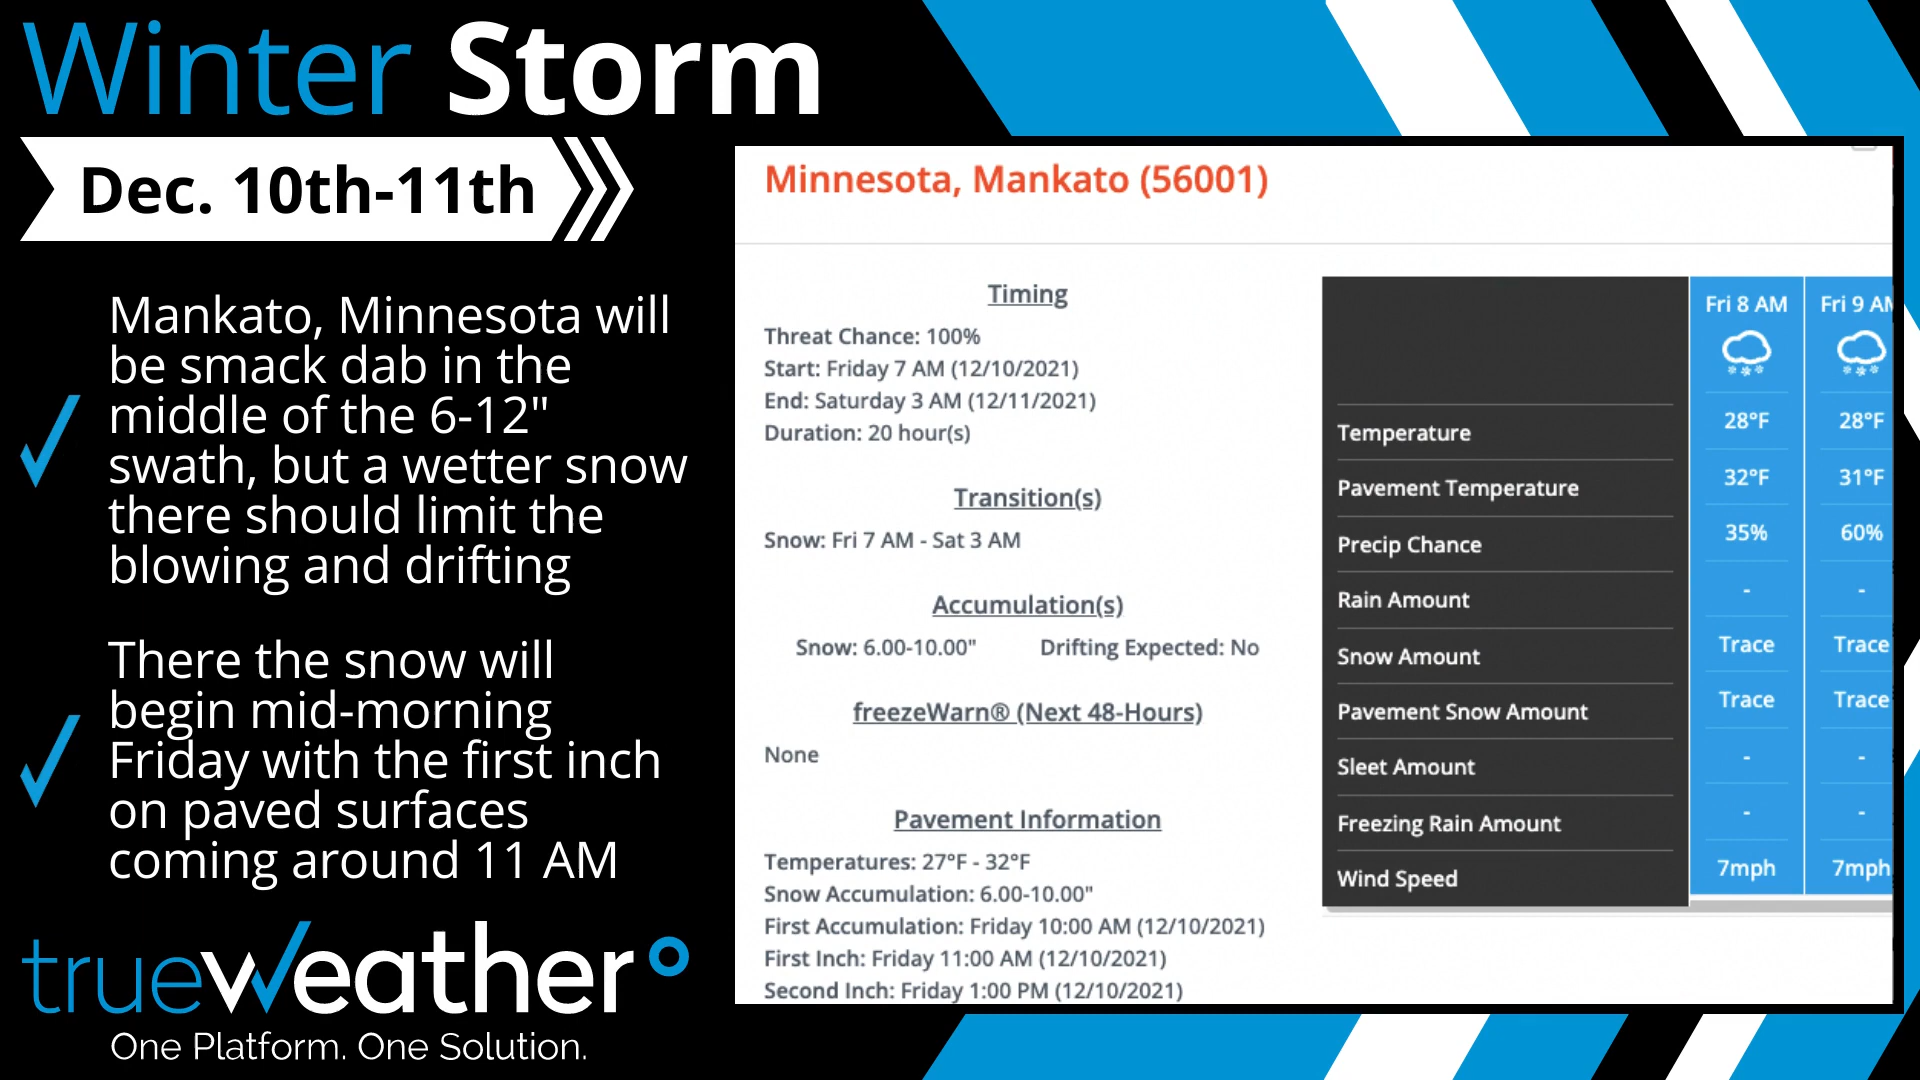 Winter Storm
Dec. 10th-11th
Mankato, Minnesota will
be smack dab in the
middle of the 6-12"
swath, but a wetter snow
there should limit the
blowing and drifting
There the snow will
begin mid-morning
Friday with the first inch
on paved surfaces
coming around 11 AM
trueweather°
One Platform. One Solution.
Minnesota, Mankato (56001)
Timing
Threat Chance: 100%
Start: Friday 7 AM (12/10/2021)
End: Saturday 3 AM (12/11/2021)
Duration: 20 hour(s)
Transition(s)
Snow: Fri 7 AM - Sat 3 AM
Accumulation(s)
Snow: 6.00-10.00" Drifting Expected: No
freezeWarn® (Next 48-Hours)
None
Pavement Information
Temperatures: 27°F - 32°F
Snow Accumulation: 6.00-10.00"
First Accumulation: Friday 10:00 AM (12/10/2021)
First Inch: Friday 11:00 AM (12/10/2021)
Second Inch: Friday 1:00 PM (12/10/2021)
Fri 8 AM Fri 9 AM
Temperature 28°F 28°F
Pavement Temperature 32°F 31°F
Precip Chance 35% 60%
Rain Amount - -
Snow Amount Trace Trace
Pavement Snow Amount Trace Trace
Sleet Amount - -
Freezing Rain Amount - -
Wind Speed 7mph 7mph